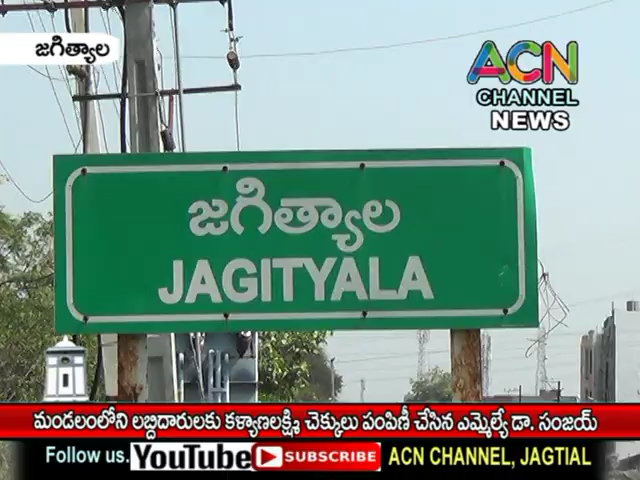 జగిత్యాల
ACN
CHANNEL
NEWS
జగిత్యాల
JAGITYALA
మండలంలోని లబ్దిదారులకు కళ్యాణలక్ష్మి చెక్కులు పంపిణీ చేసిన ఎమ్మెల్యే డా. సంజయ్
Follow us. YouTube SUBSCRIBE ACN CHANNEL, JAGTIAL